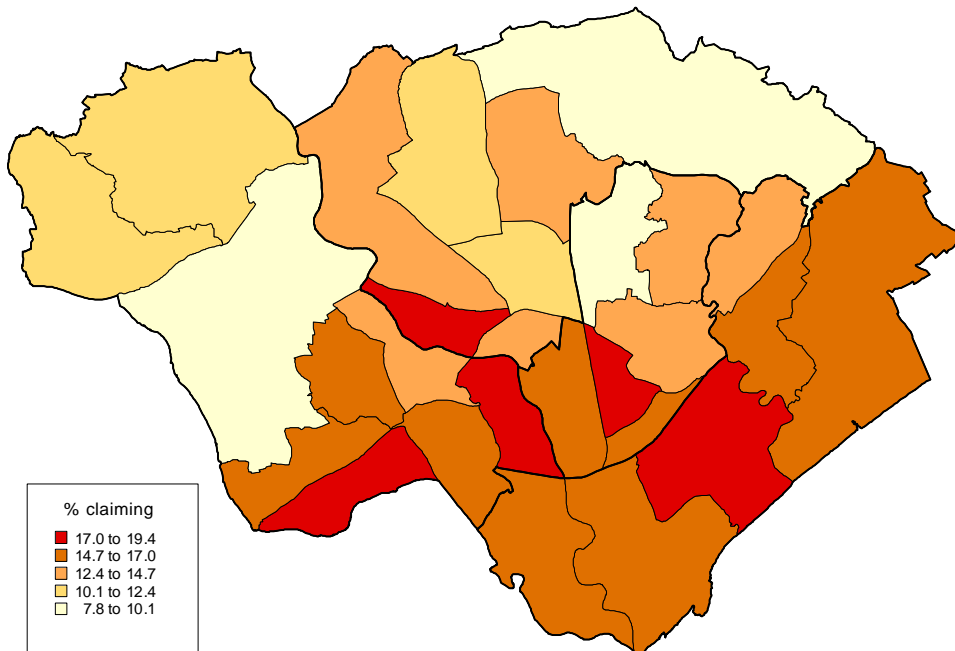 % claiming
17.0 to 19.4
14.7 to 17.0
12.4 to 14.7
10.1 to 12.4
7.8 to 10.1